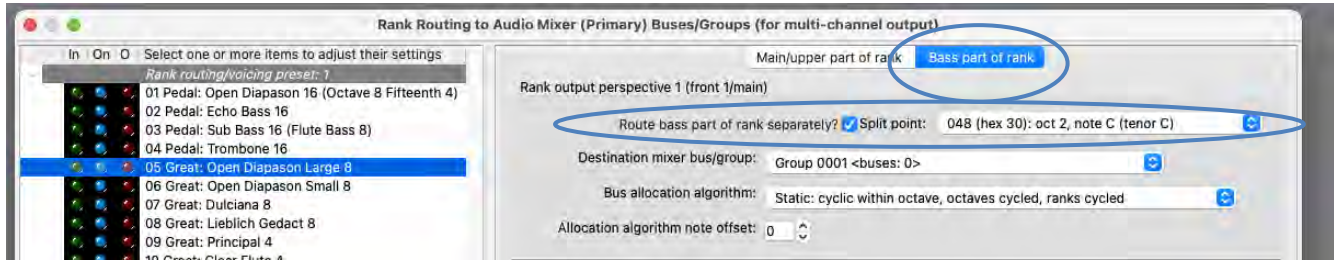 Rank Routing to Audio Mixer (Primary) Buses/Groups (for multi-channel output)
In On O Select one or more items to adjust their settings
Rank routing/voicing preset: 1
01 Pedal: Open Diapason 16 (Octave 8 Fifteenth 4)
02 Pedal: Echo Bass 16
03 Pedal: Sub Bass 16 (Flute Bass 8)
04 Pedal: Trombone 16
05 Great: Open Diapason Large 8
06 Great: Open Diapason Small 8
07 Great: Dulciana 8
08 Great: Lieblich Gedact 8
09 Great: Principal 4
10 Great: Clear Flute 4
Main/upper part of rank Bass part of rank
Rank output perspective 1 (front 1/main)
Route bass part of rank separately? Split point: 048 (hex 30): oct 2, note C (tenor C)
Destination mixer bus/group: Group 0001 <buses: 0>
Bus allocation algorithm: Static: cyclic within octave, octaves cycled, ranks cycled
Allocation algorithm note offset: 0